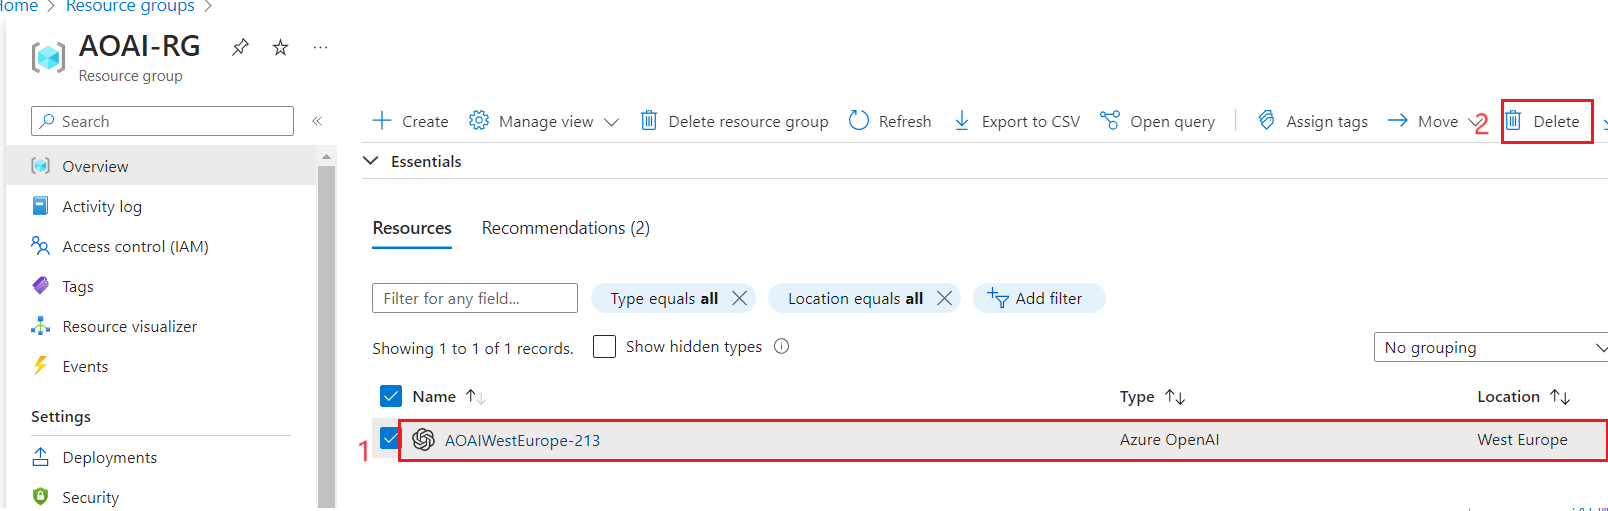 Home > Resource groups >
AOAI-RG
Resource group
Search
Overview
Activity log
Access control (IAM)
Tags
Resource visualizer
Events
Settings
Deployments
Security
Create Manage view Delete resource group Refresh Export to CSV Open query Assign tags Move 2 Delete
Essentials
Resources Recommendations (2)
Filter for any field... Type equals all Location equals all Add filter
Showing 1 to 1 of 1 records. Show hidden types No grouping
Name Type Location
1 AOAIWestEurope-213 Azure OpenAI West Europe